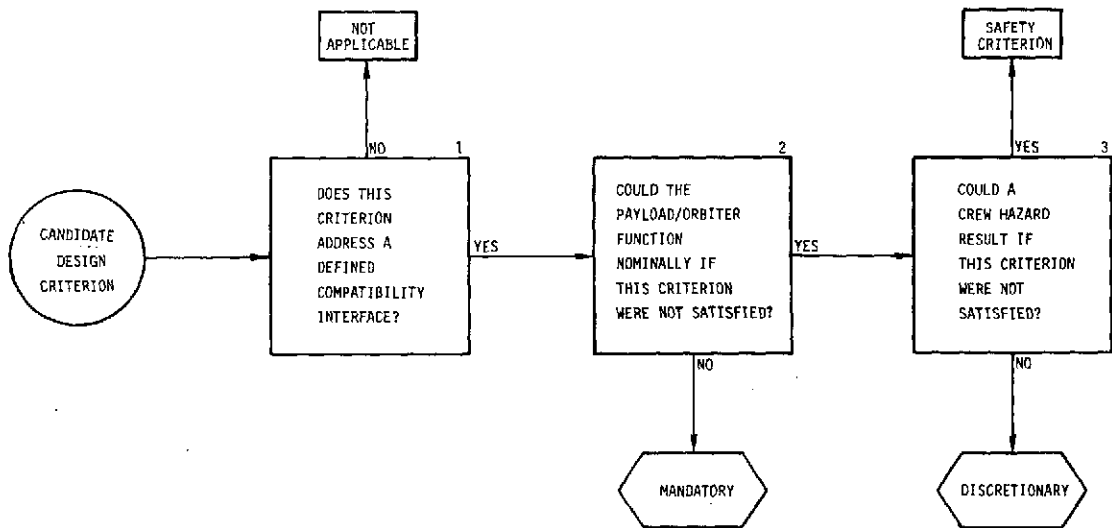 NOT
APPLICABLE
SAFETY
CRITERION
NO
1
2
YES
3
CANDIDATE
DESIGN
CRITERION
DOES THIS
CRITERION
ADDRESS A
DEFINED
COMPATIBILITY
INTERFACE?
YES
COULD THE
PAYLOAD/ORBITER
FUNCTION
NOMINALLY IF
THIS CRITERION
WERE NOT SATISFIED?
YES
COULD A
CREW HAZARD
RESULT IF
THIS CRITERION
WERE NOT
SATISFIED?
NO
NO
MANDATORY
DISCRETIONARY